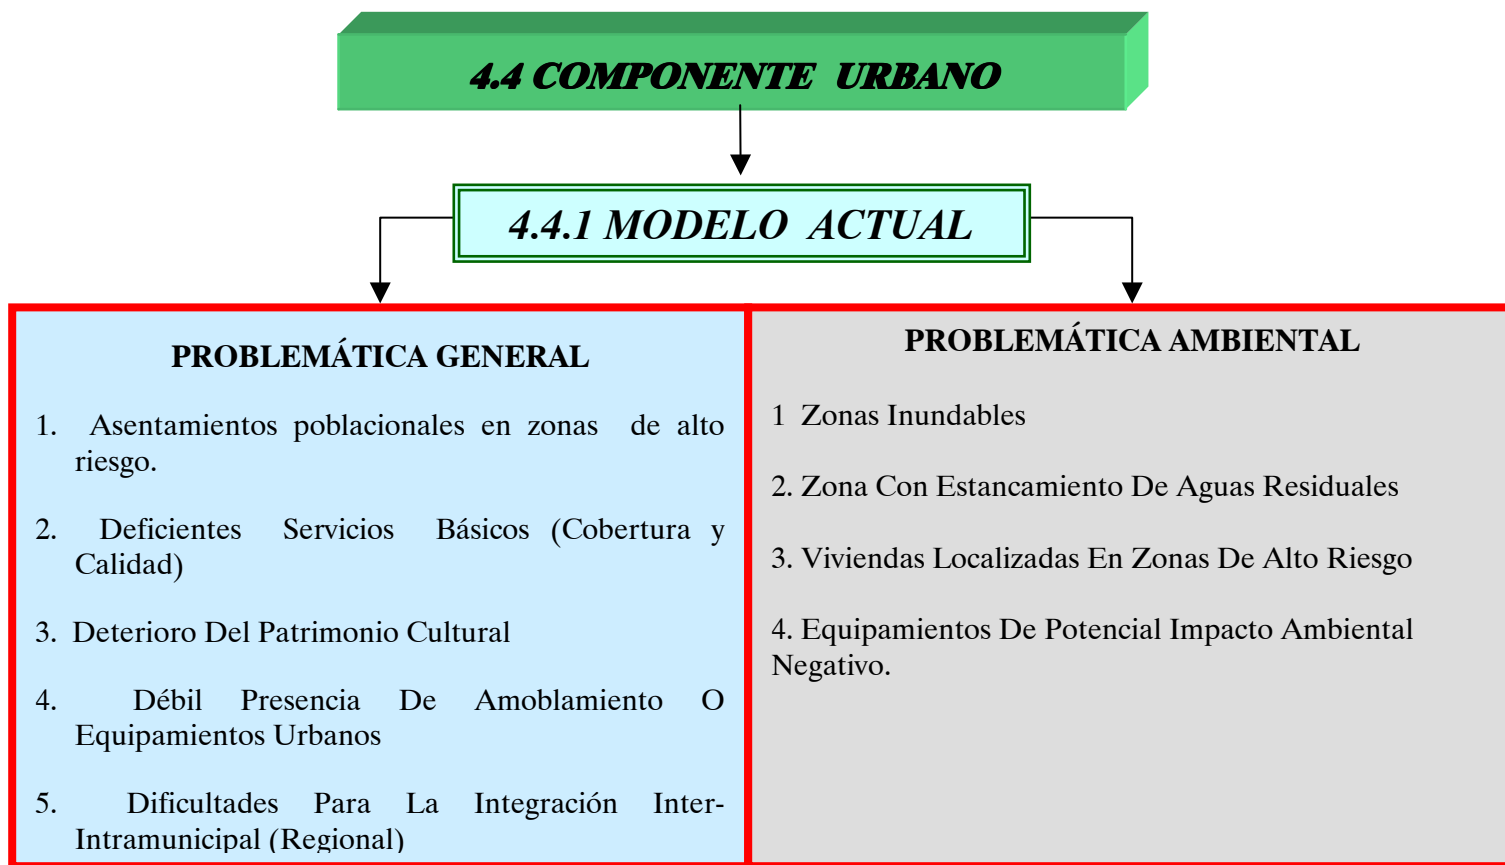 4.4 COMPONENTE URBANO
4.4.1 MODELO ACTUAL
PROBLEMÁTICA GENERAL
1. Asentamientos poblacionales en zonas de alto
riesgo.
2. Deficientes Servicios Básicos (Cobertura y
Calidad)
3. Deterioro Del Patrimonio Cultural
4. Débil Presencia De Amoblamiento O
Equipamientos Urbanos
5. Dificultades Para La Integración Inter-
Intramunicipal (Regional)
PROBLEMÁTICA AMBIENTAL
1 Zonas Inundables
2. Zona Con Estancamiento De Aguas Residuales
3. Viviendas Localizadas En Zonas De Alto Riesgo
4. Equipamientos De Potencial Impacto Ambiental
Negativo.